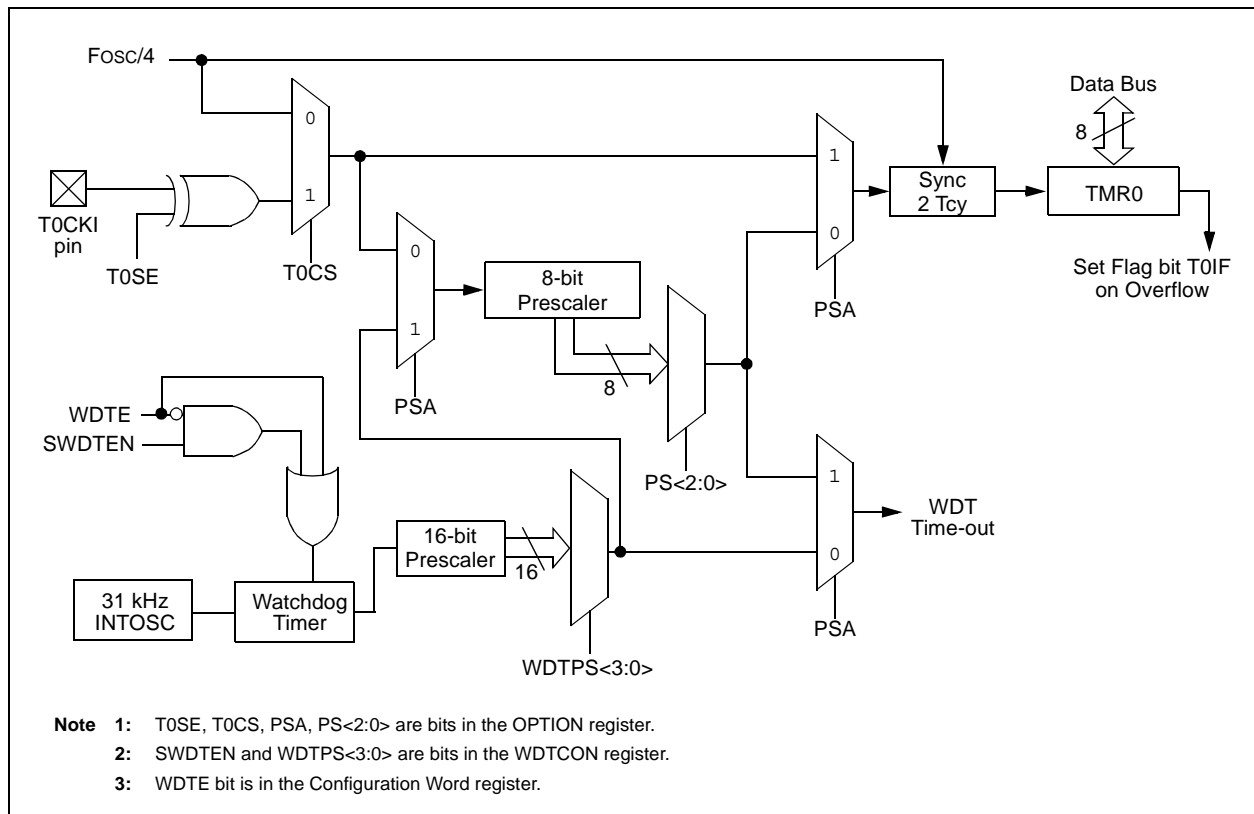 FOSC/4
Data Bus
8
0
1
1
0
T0CKI
pin
T0SE
T0CS
Sync
2 TCY
TMR0
Set Flag bit T0IF
on Overflow
PSA
0
1
PSA
8-bit
Prescaler
8
PS<2:0>
WDTE
SWDTEN
1
0
PSA
WDT
Time-out
16-bit
Prescaler
16
WDTPS<3:0>
31 kHz
INTOSC
Watchdog
Timer
Note 1: T0SE, T0CS, PSA, PS<2:0> are bits in the OPTION register.
2: SWDTEN and WDTPS<3:0> are bits in the WDTCON register.
3: WDTE bit is in the Configuration Word register.